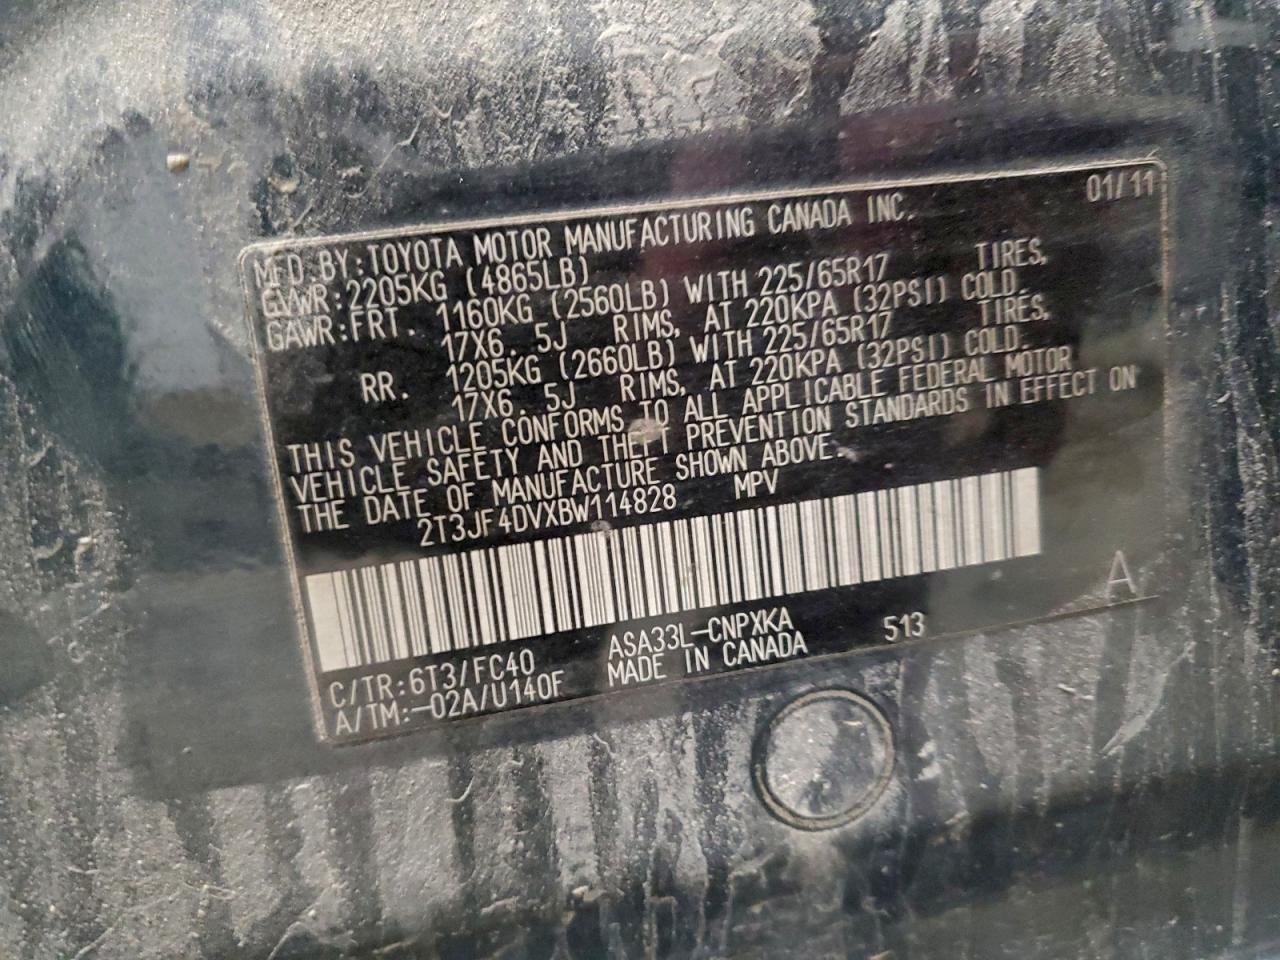 01/11
MFD.BY:TOYOTA MOTOR MANUFACTURING CANADA INC.
GVWR:2205KG (4865LB)
GAWR:FRT. 1160KG (2560LB) WITH 225/65R17 TIRES,
17X6.5J RIMS, AT 220KPA (32PSI) COLD.
RR. 1205KG (2660LB) WITH 225/65R17 TIRES,
17X6.5J RIMS, AT 220KPA (32PSI) COLD.
THIS VEHICLE CONFORMS TO ALL APPLICABLE FEDERAL MOTOR
VEHICLE SAFETY AND THEFT PREVENTION STANDARDS IN EFFECT ON
THE DATE OF MANUFACTURE SHOWN ABOVE.
2T3JF4DVXBW114828 MPV
C/TR:6T3/FC40 ASA33L-CNPXKA 513 A
A/TM:-02A/U140F MADE IN CANADA